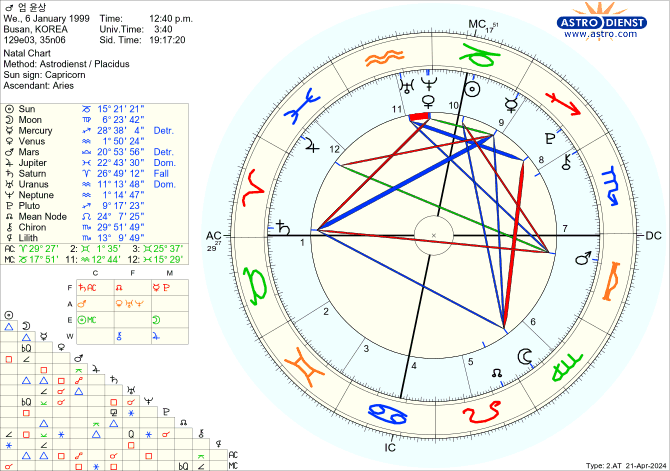 ♂ 엄 윤상
We., 6 January 1999 Time: 12:40 p.m.
Busan, KOREA Univ.Time: 3:40
129e03, 35n06 Sid. Time: 19:17:20
Natal Chart
Method: Astrodienst / Placidus
Sun sign: Capricorn
Ascendant: Aries
ASTRO DIENST
www.astro.com
☉ Sun ♑ 15° 21' 21"
☽ Moon ♍ 6° 23' 42"
☿ Mercury ♐ 28° 38' 4" Detr.
♀ Venus ♒ 1° 50' 24"
♂ Mars ♎ 20° 53' 56" Detr.
♃ Jupiter ♓ 22° 43' 30" Dom.
♄ Saturn ♈ 26° 49' 12" Fall
♅ Uranus ♒ 11° 13' 48" Dom.
♆ Neptune ♒ 1° 14' 47"
♇ Pluto ♐ 9° 17' 23"
☊ Mean Node ♌ 24° 7' 25"
⚷ Chiron ♏ 29° 51' 49"
⚸ Lilith ♍ 13° 9' 49"
AC: ♈ 29° 27' 2: ♊ 1° 35' 3: ♊ 25° 37'
MC: ♑ 17° 51' 11: ♒ 12° 44' 12: ♓ 15° 29'
C F M
F ♄ AC ☊ ☿ ♇
A ♂ ♀ ♅ ♆
E ☉ MC ☽
W ⚷ ♃
MC 17 51'
AC 29 27'
DC
IC
1
2
3
4
5
6
7
8
9
10
11
12
AC
MC
Type: 2.AT 21-Apr-2024